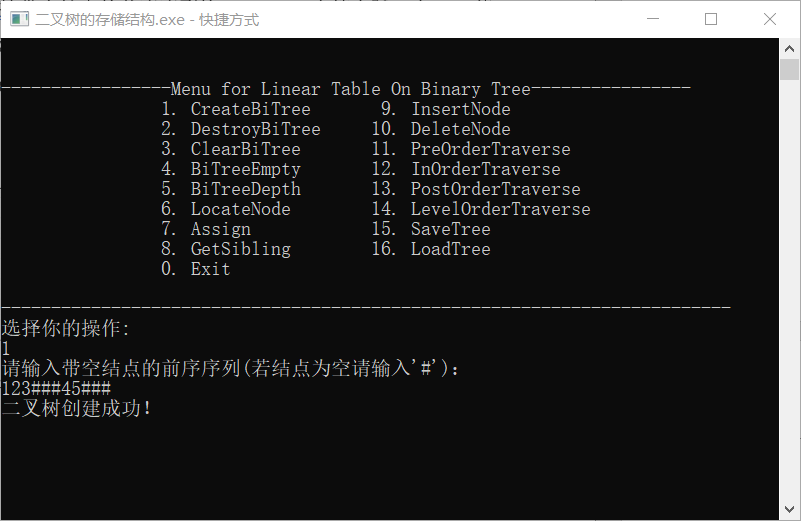 二叉树的存储结构.exe - 快捷方式
-----------------Menu for Linear Table On Binary Tree----------------
1. CreateBiTree 9. InsertNode
2. DestroyBiTree 10. DeleteNode
3. ClearBiTree 11. PreOrderTraverse
4. BiTreeEmpty 12. InOrderTraverse
5. BiTreeDepth 13. PostOrderTraverse
6. LocateNode 14. LevelOrderTraverse
7. Assign 15. SaveTree
8. GetSibling 16. LoadTree
0. Exit
-------------------------------------------------------------------------
选择你的操作:
1
请输入带空结点的前序序列(若结点为空请输入'#')：
123###45###
二叉树创建成功！